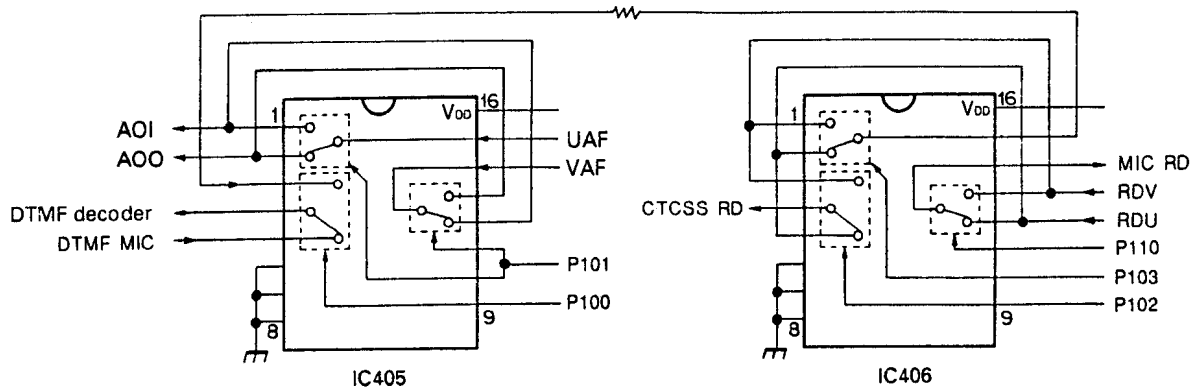 1
VDD
16
AOI
AOO
UAF
VAF
DTMF decoder
DTMF MIC
P101
P100
8
9
IC405
1
VDD
16
MIC RD
RDV
RDU
CTCSS RD
P110
P103
P102
8
9
IC406